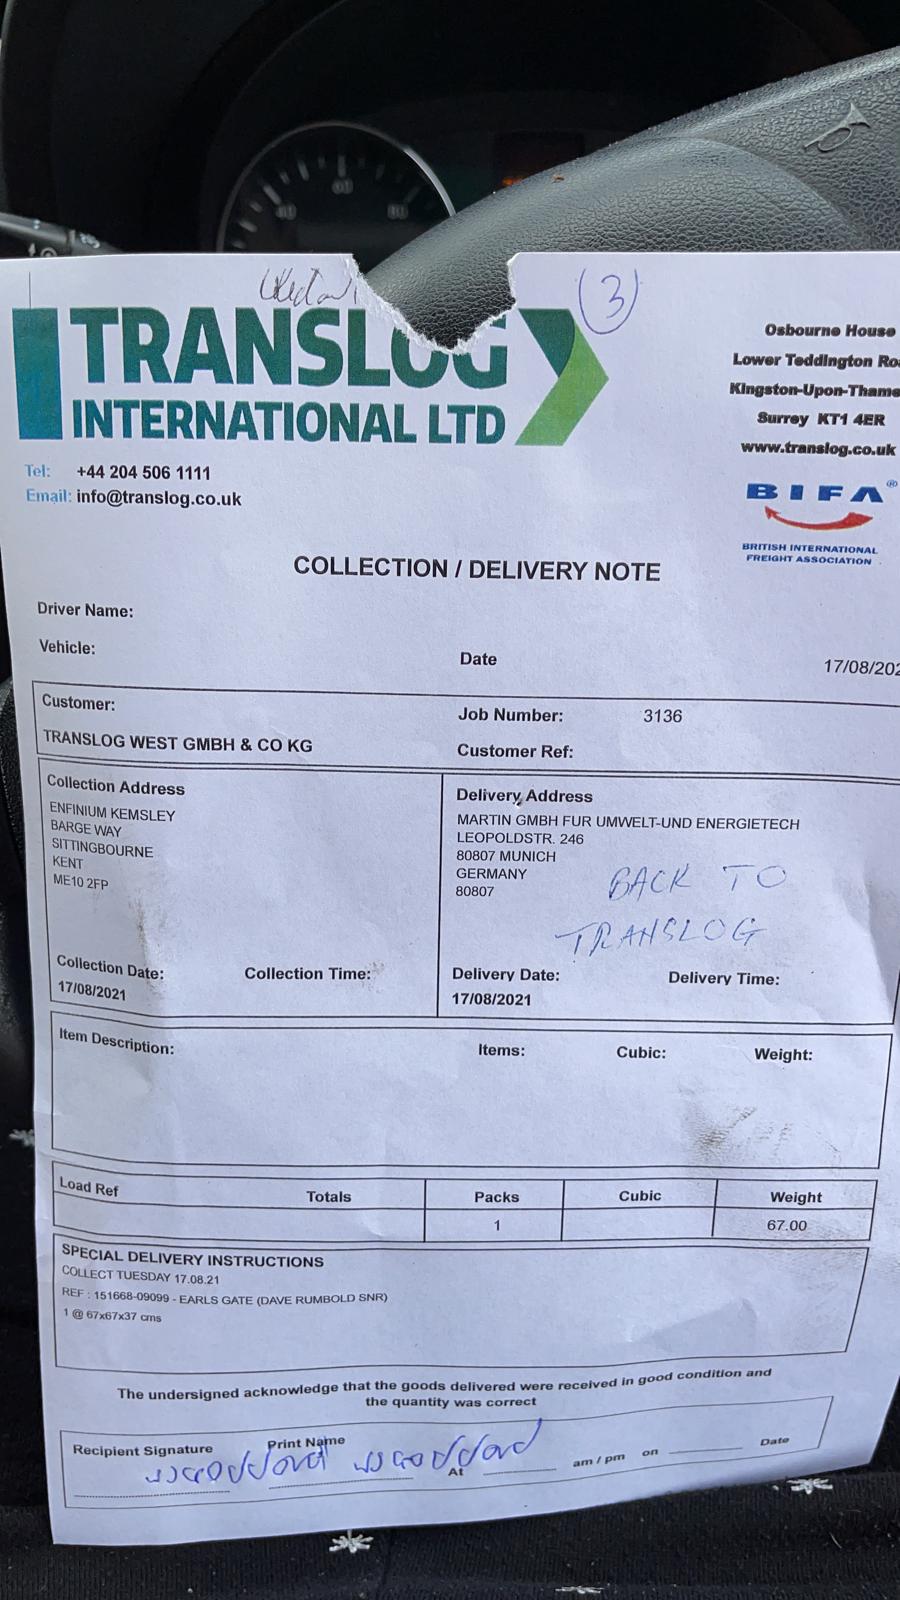 3
TRANSLOG
INTERNATIONAL LTD
Osbourne House
Lower Teddington Roa
Kingston-Upon-Thame
Surrey KT1 4ER
www.translog.co.uk
Tel: +44 204 506 1111
Email: info@translog.co.uk
BIFA®
BRITISH INTERNATIONAL
FREIGHT ASSOCIATION
COLLECTION / DELIVERY NOTE
Driver Name:
Vehicle:
Date 17/08/202
Customer:
TRANSLOG WEST GMBH & CO KG
Job Number: 3136
Customer Ref:
Collection Address
ENFINIUM KEMSLEY
BARGE WAY
SITTINGBOURNE
KENT
ME10 2FP
Collection Date: Collection Time:
17/08/2021
Delivery Address
MARTIN GMBH FUR UMWELT-UND ENERGIETECH
LEOPOLDSTR. 246
80807 MUNICH
GERMANY
80807
BACK TO
TRANSLOG
Delivery Date: Delivery Time:
17/08/2021
Item Description: Items: Cubic: Weight:
Load Ref Totals Packs Cubic Weight
1 67.00
SPECIAL DELIVERY INSTRUCTIONS
COLLECT TUESDAY 17.08.21
REF : 151668-09099 - EARLS GATE (DAVE RUMBOLD SNR)
1 @ 67x67x37 cms
The undersigned acknowledge that the goods delivered were received in good condition and
the quantity was correct
Recipient Signature Print Name
At am / pm on Date